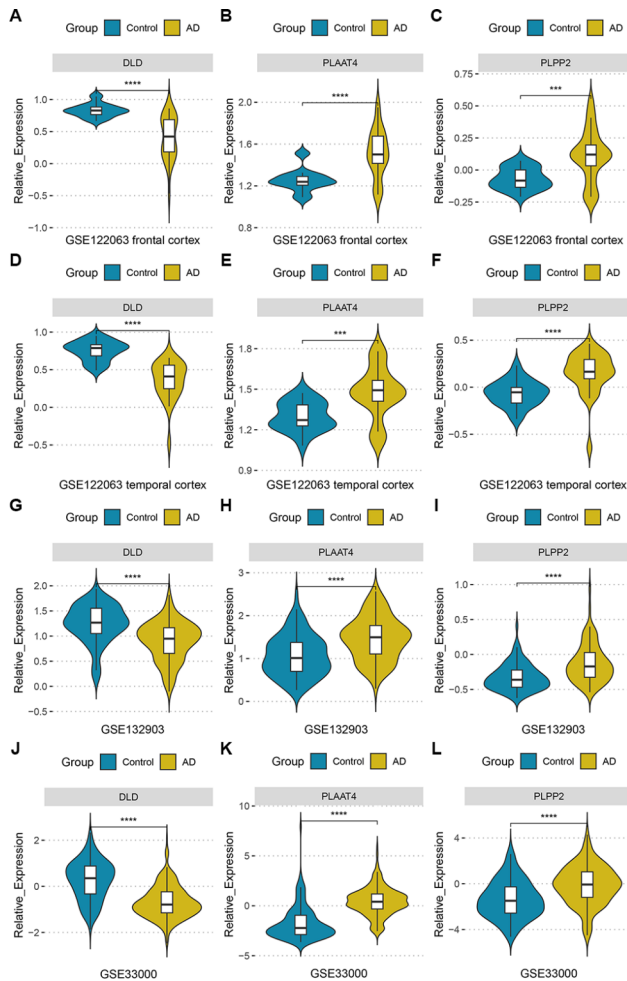 A
Group Control AD
DLD
****
Relative_Expression
1.0
0.5
0.0
−0.5
−1.0
GSE122063 frontal cortex
B
Group Control AD
PLAAT4
****
Relative_Expression
2.0
1.6
1.2
0.8
GSE122063 frontal cortex
C
Group Control AD
PLPP2
***
Relative_Expression
0.75
0.50
0.25
0.00
−0.25
GSE122063 frontal cortex
D
Group Control AD
DLD
****
Relative_Expression
1.0
0.5
0.0
−0.5
GSE122063 temporal cortex
E
Group Control AD
PLAAT4
***
Relative_Expression
1.8
1.5
1.2
0.9
GSE122063 temporal cortex
F
Group Control AD
PLPP2
****
Relative_Expression
0.5
0.0
−0.5
GSE122063 temporal cortex
G
Group Control AD
DLD
****
Relative_Expression
2.0
1.5
1.0
0.5
0.0
−0.5
GSE132903
H
Group Control AD
PLAAT4
****
Relative_Expression
3
2
1
0
GSE132903
I
Group Control AD
PLPP2
****
Relative_Expression
1.0
0.5
0.0
−0.5
GSE132903
J
Group Control AD
DLD
****
Relative_Expression
2
0
−2
GSE33000
K
Group Control AD
PLAAT4
****
Relative_Expression
10
5
0
−5
GSE33000
L
Group Control AD
PLPP2
****
Relative_Expression
4
0
−4
GSE33000